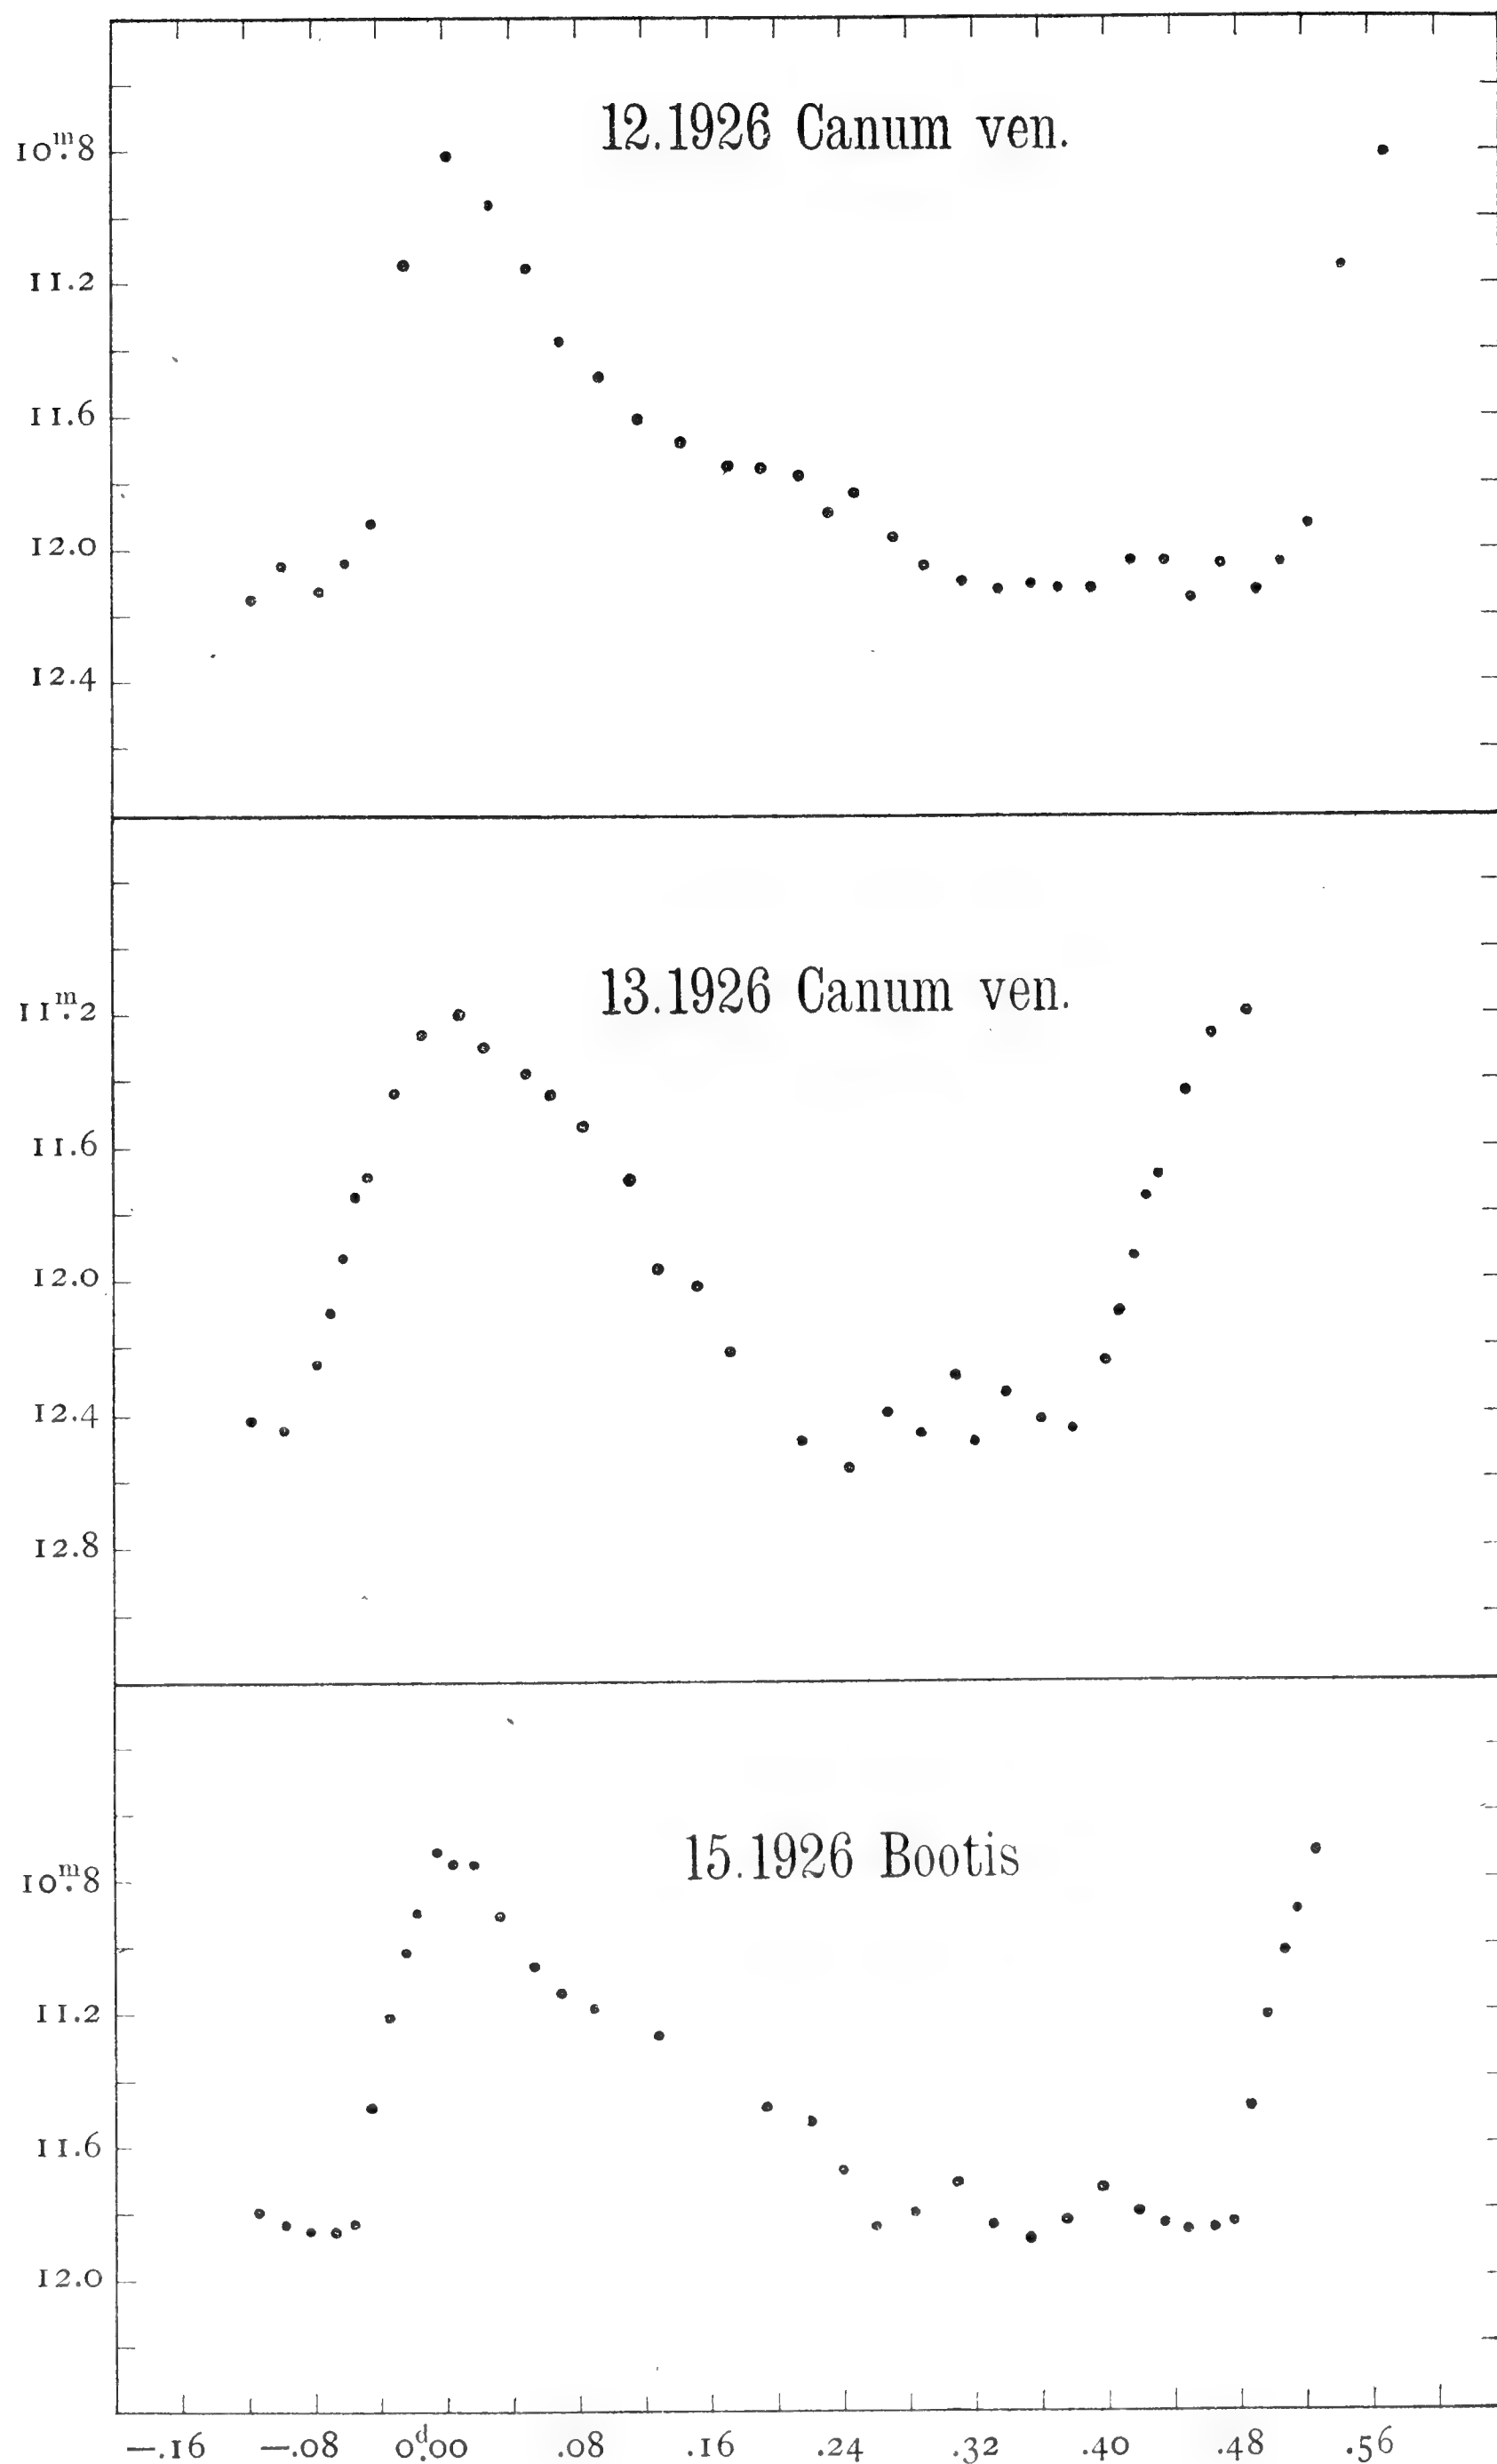 12.1926 Canum ven.
10ᵐ.8
11.2
11.6
12.0
12.4
13.1926 Canum ven.
11ᵐ.2
11.6
12.0
12.4
12.8
15.1926 Bootis
10ᵐ.8
11.2
11.6
12.0
—.16 —.08 0ᵈ.00 .08 .16 .24 .32 .40 .48 .56